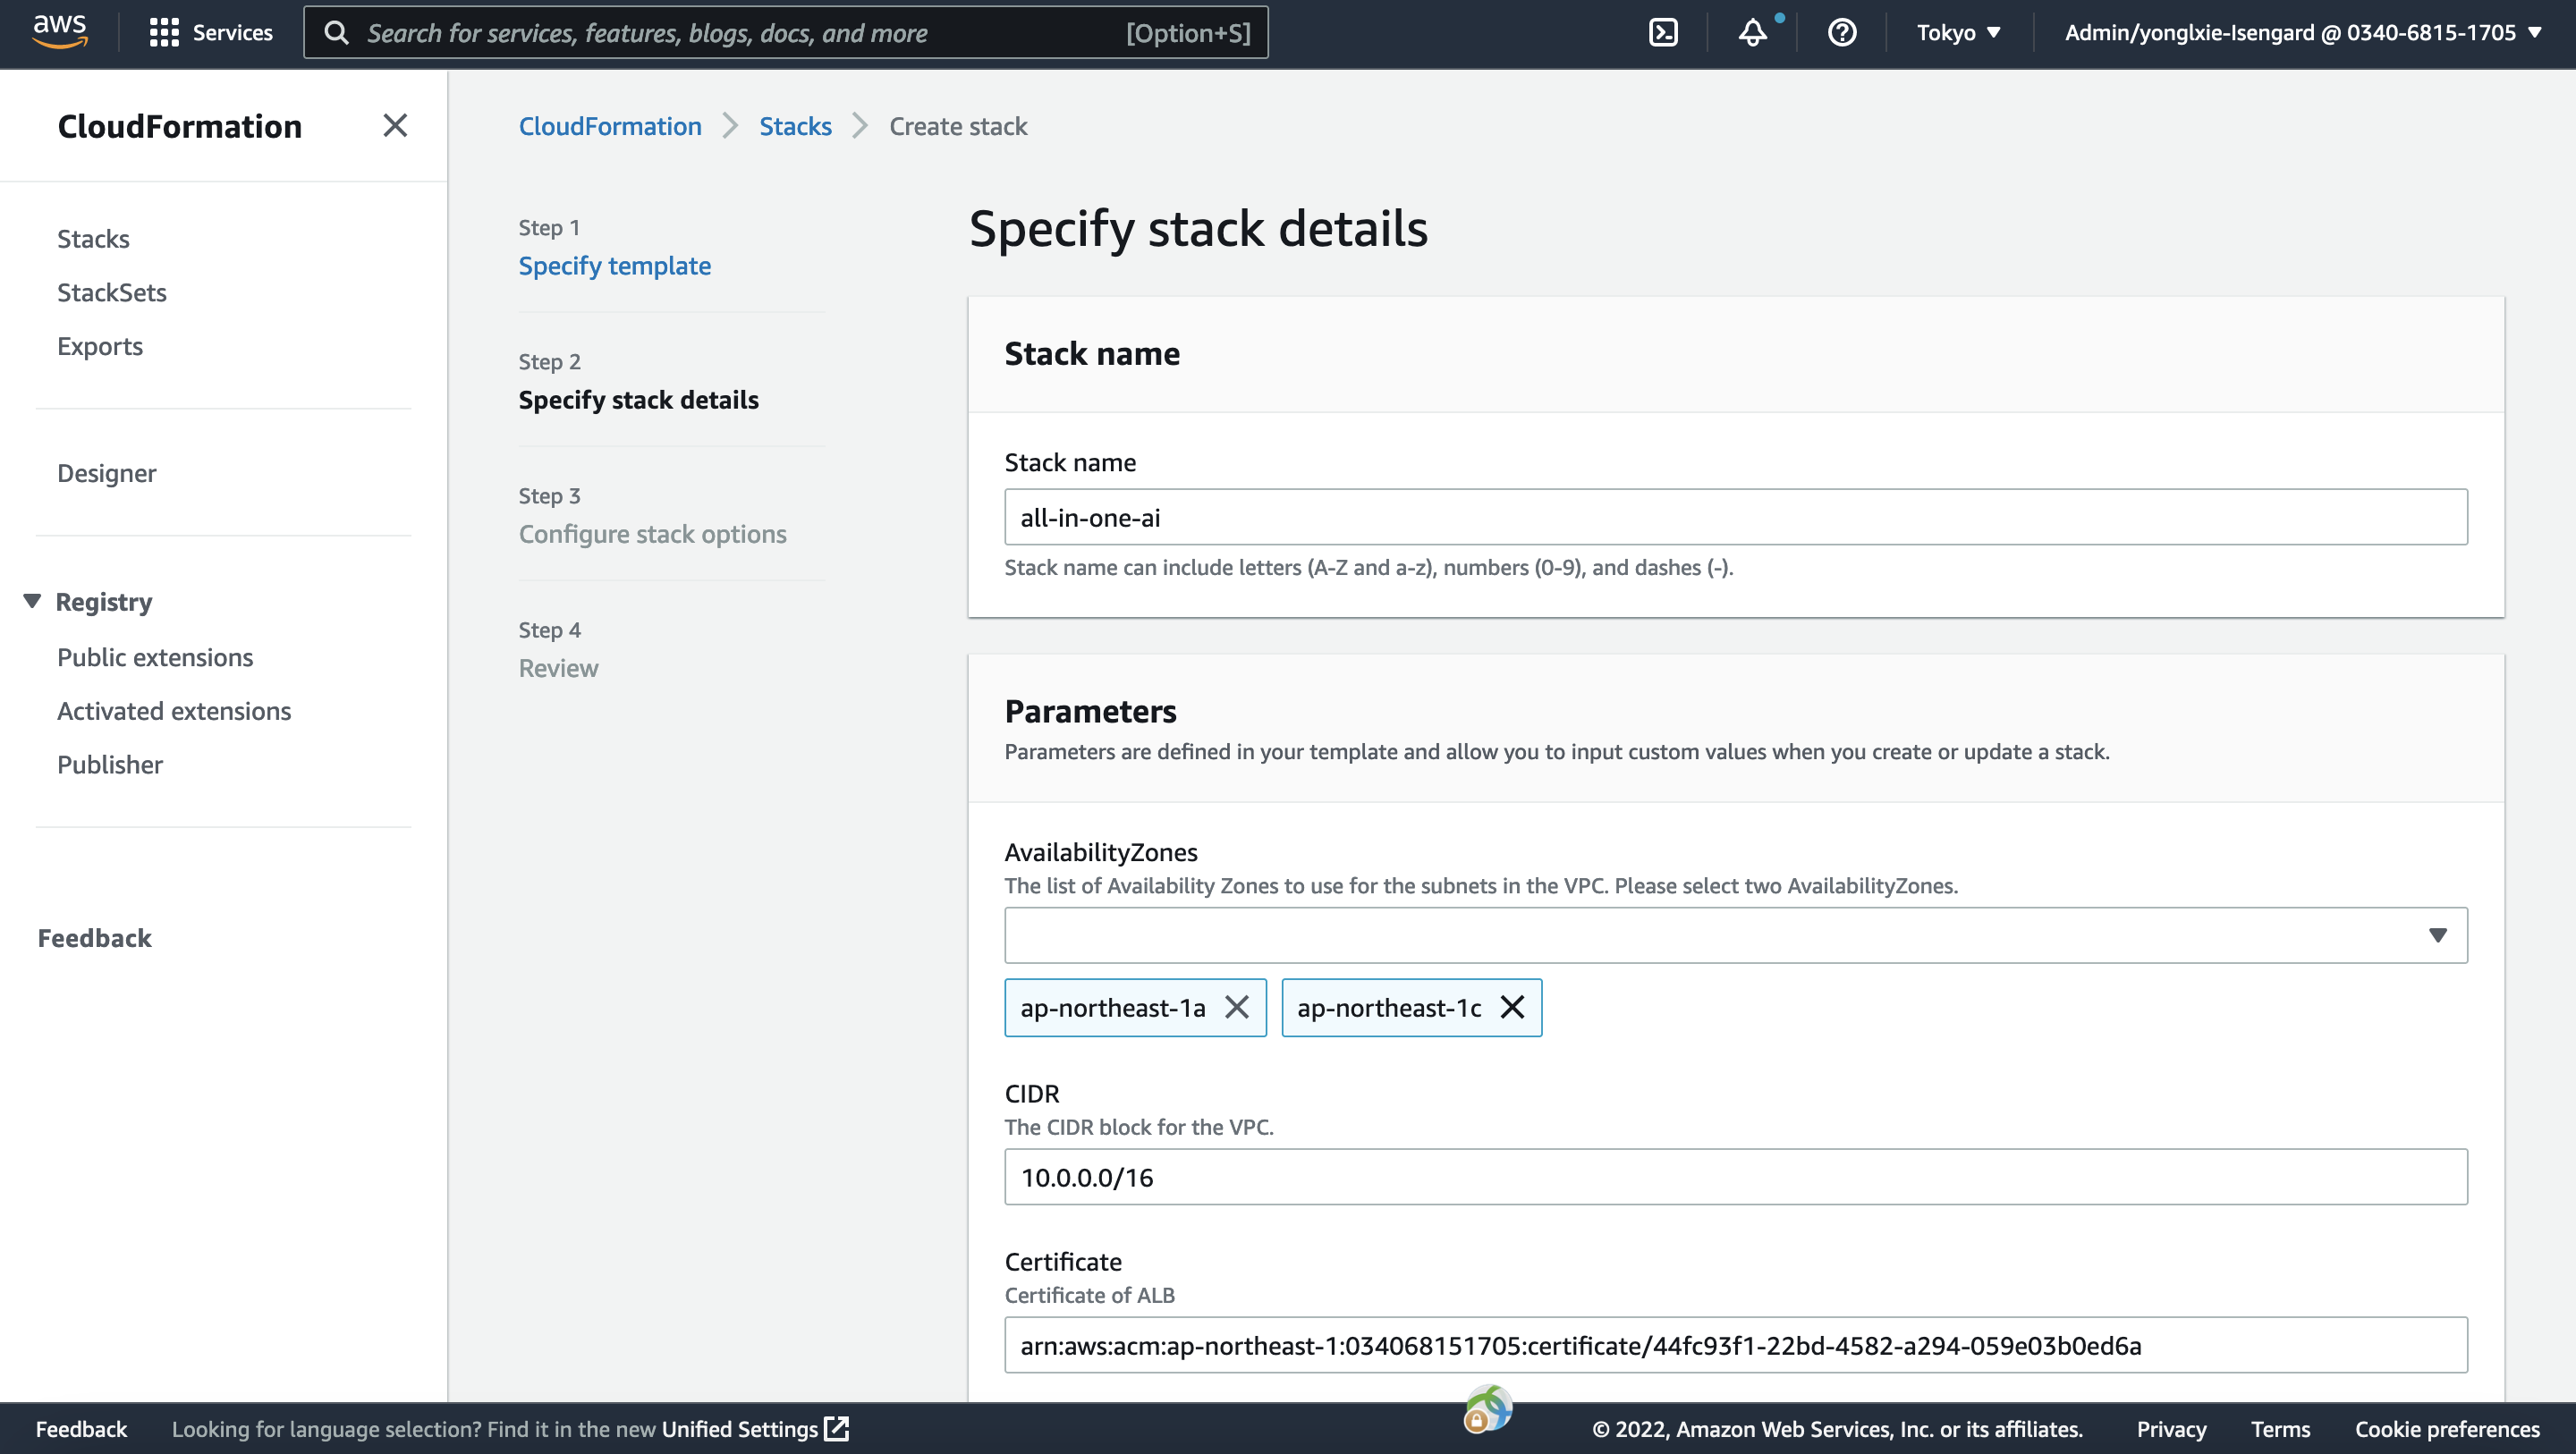 aws
Services
Search for services, features, blogs, docs, and more
[Option+S]
Tokyo
Admin/yonglxie-Isengard @ 0340-6815-1705
CloudFormation
Stacks
StackSets
Exports
Designer
Registry
Public extensions
Activated extensions
Publisher
Feedback
CloudFormation
Stacks
Create stack
Step 1
Specify template
Step 2
Specify stack details
Step 3
Configure stack options
Step 4
Review
Specify stack details
Stack name
Stack name
all-in-one-ai
Stack name can include letters (A-Z and a-z), numbers (0-9), and dashes (-).
Parameters
Parameters are defined in your template and allow you to input custom values when you create or update a stack.
AvailabilityZones
The list of Availability Zones to use for the subnets in the VPC. Please select two AvailabilityZones.
ap-northeast-1a
ap-northeast-1c
CIDR
The CIDR block for the VPC.
10.0.0.0/16
Certificate
Certificate of ALB
arn:aws:acm:ap-northeast-1:034068151705:certificate/44fc93f1-22bd-4582-a294-059e03b0ed6a
Feedback
Looking for language selection? Find it in the new Unified Settings
© 2022, Amazon Web Services, Inc. or its affiliates.
Privacy
Terms
Cookie preferences